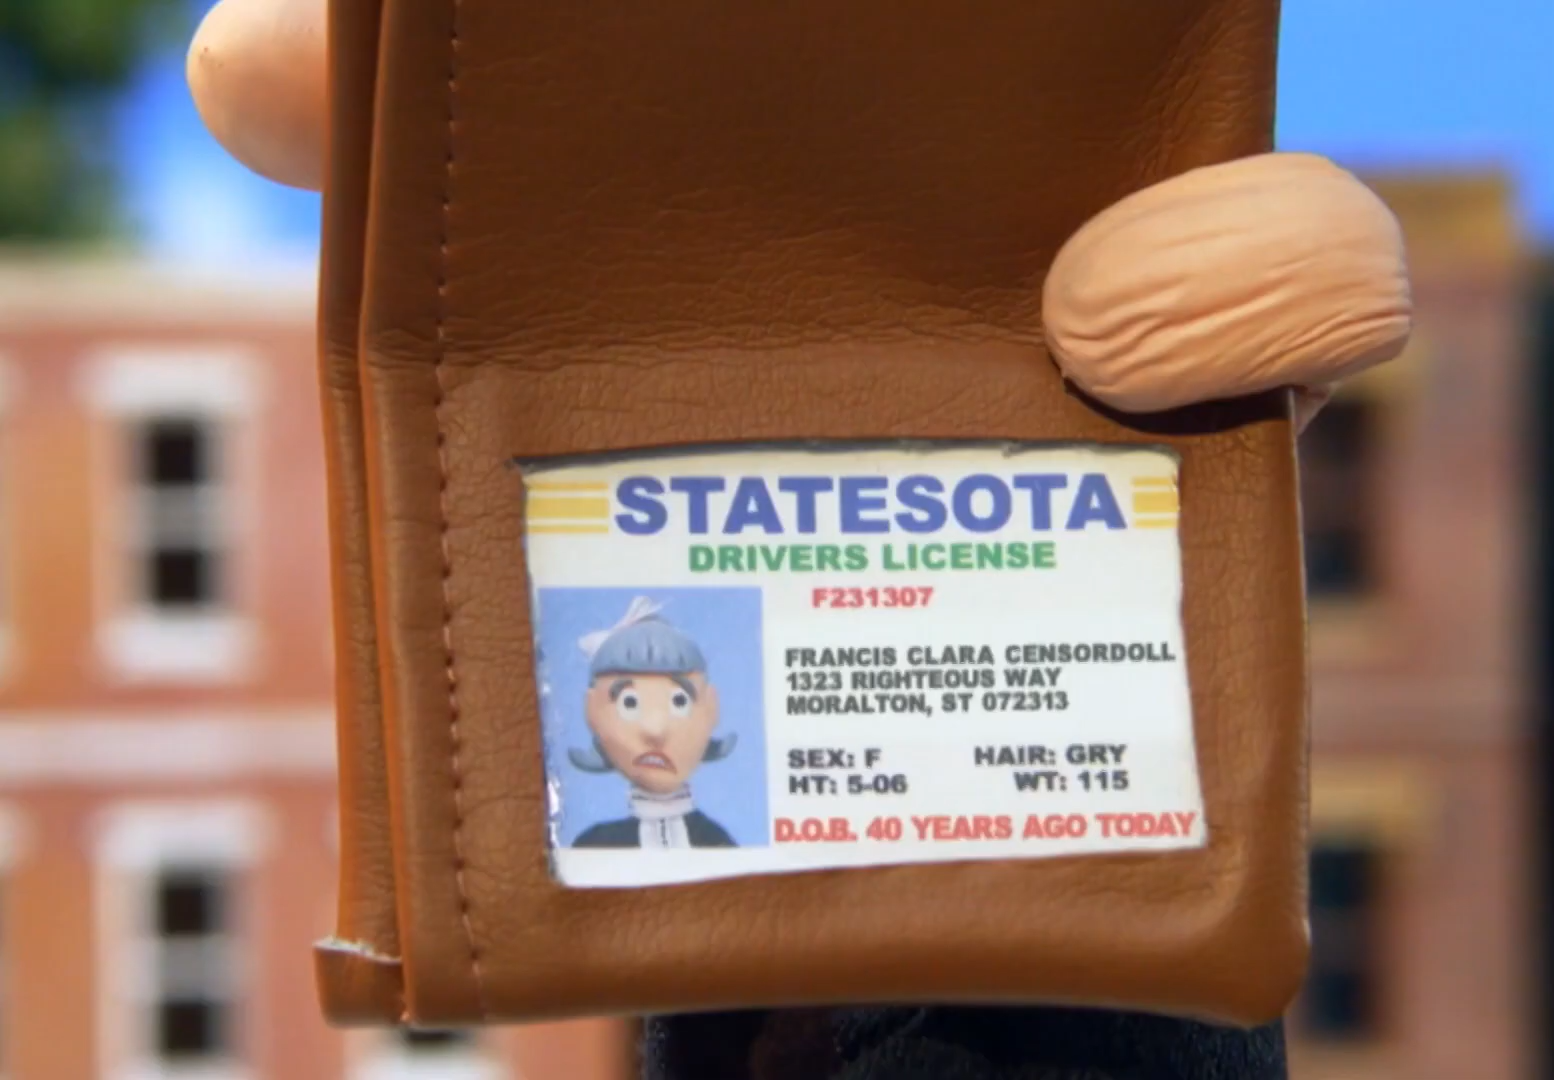 STATESOTA
DRIVERS LICENSE
F231307
FRANCIS CLARA CENSORDOLL
1323 RIGHTEOUS WAY
MORALTON, ST 072313
SEX: F HAIR: GRY
HT: 5-06 WT: 115
D.O.B. 40 YEARS AGO TODAY